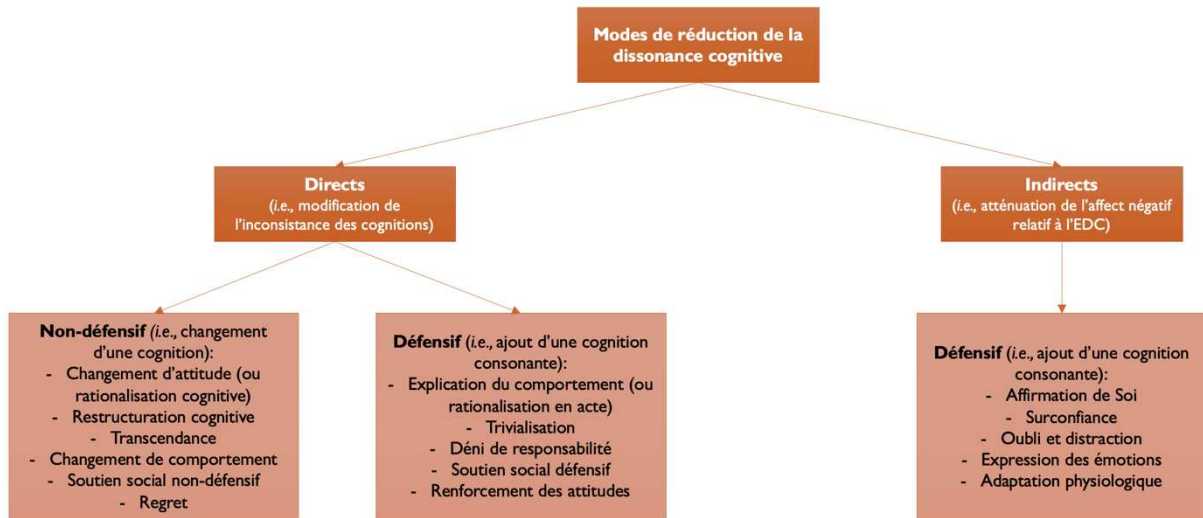 Modes de réduction de la
dissonance cognitive
Directs
(i.e., modification de
l'inconsistance des cognitions)
Indirects
(i.e., atténuation de l'affect négatif
relatif à l'EDC)
Non-défensif (i.e., changement
d'une cognition):
- Changement d'attitude (ou
rationalisation cognitive)
- Restructuration cognitive
- Transcendance
- Changement de comportement
- Soutien social non-défensif
- Regret
Défensif (i.e., ajout d'une cognition
consonante):
- Explication du comportement (ou
rationalisation en acte)
- Trivialisation
- Déni de responsabilité
- Soutien social défensif
- Renforcement des attitudes
Défensif (i.e., ajout d'une cognition
consonante):
- Affirmation de Soi
- Surconfiance
- Oubli et distraction
- Expression des émotions
- Adaptation physiologique